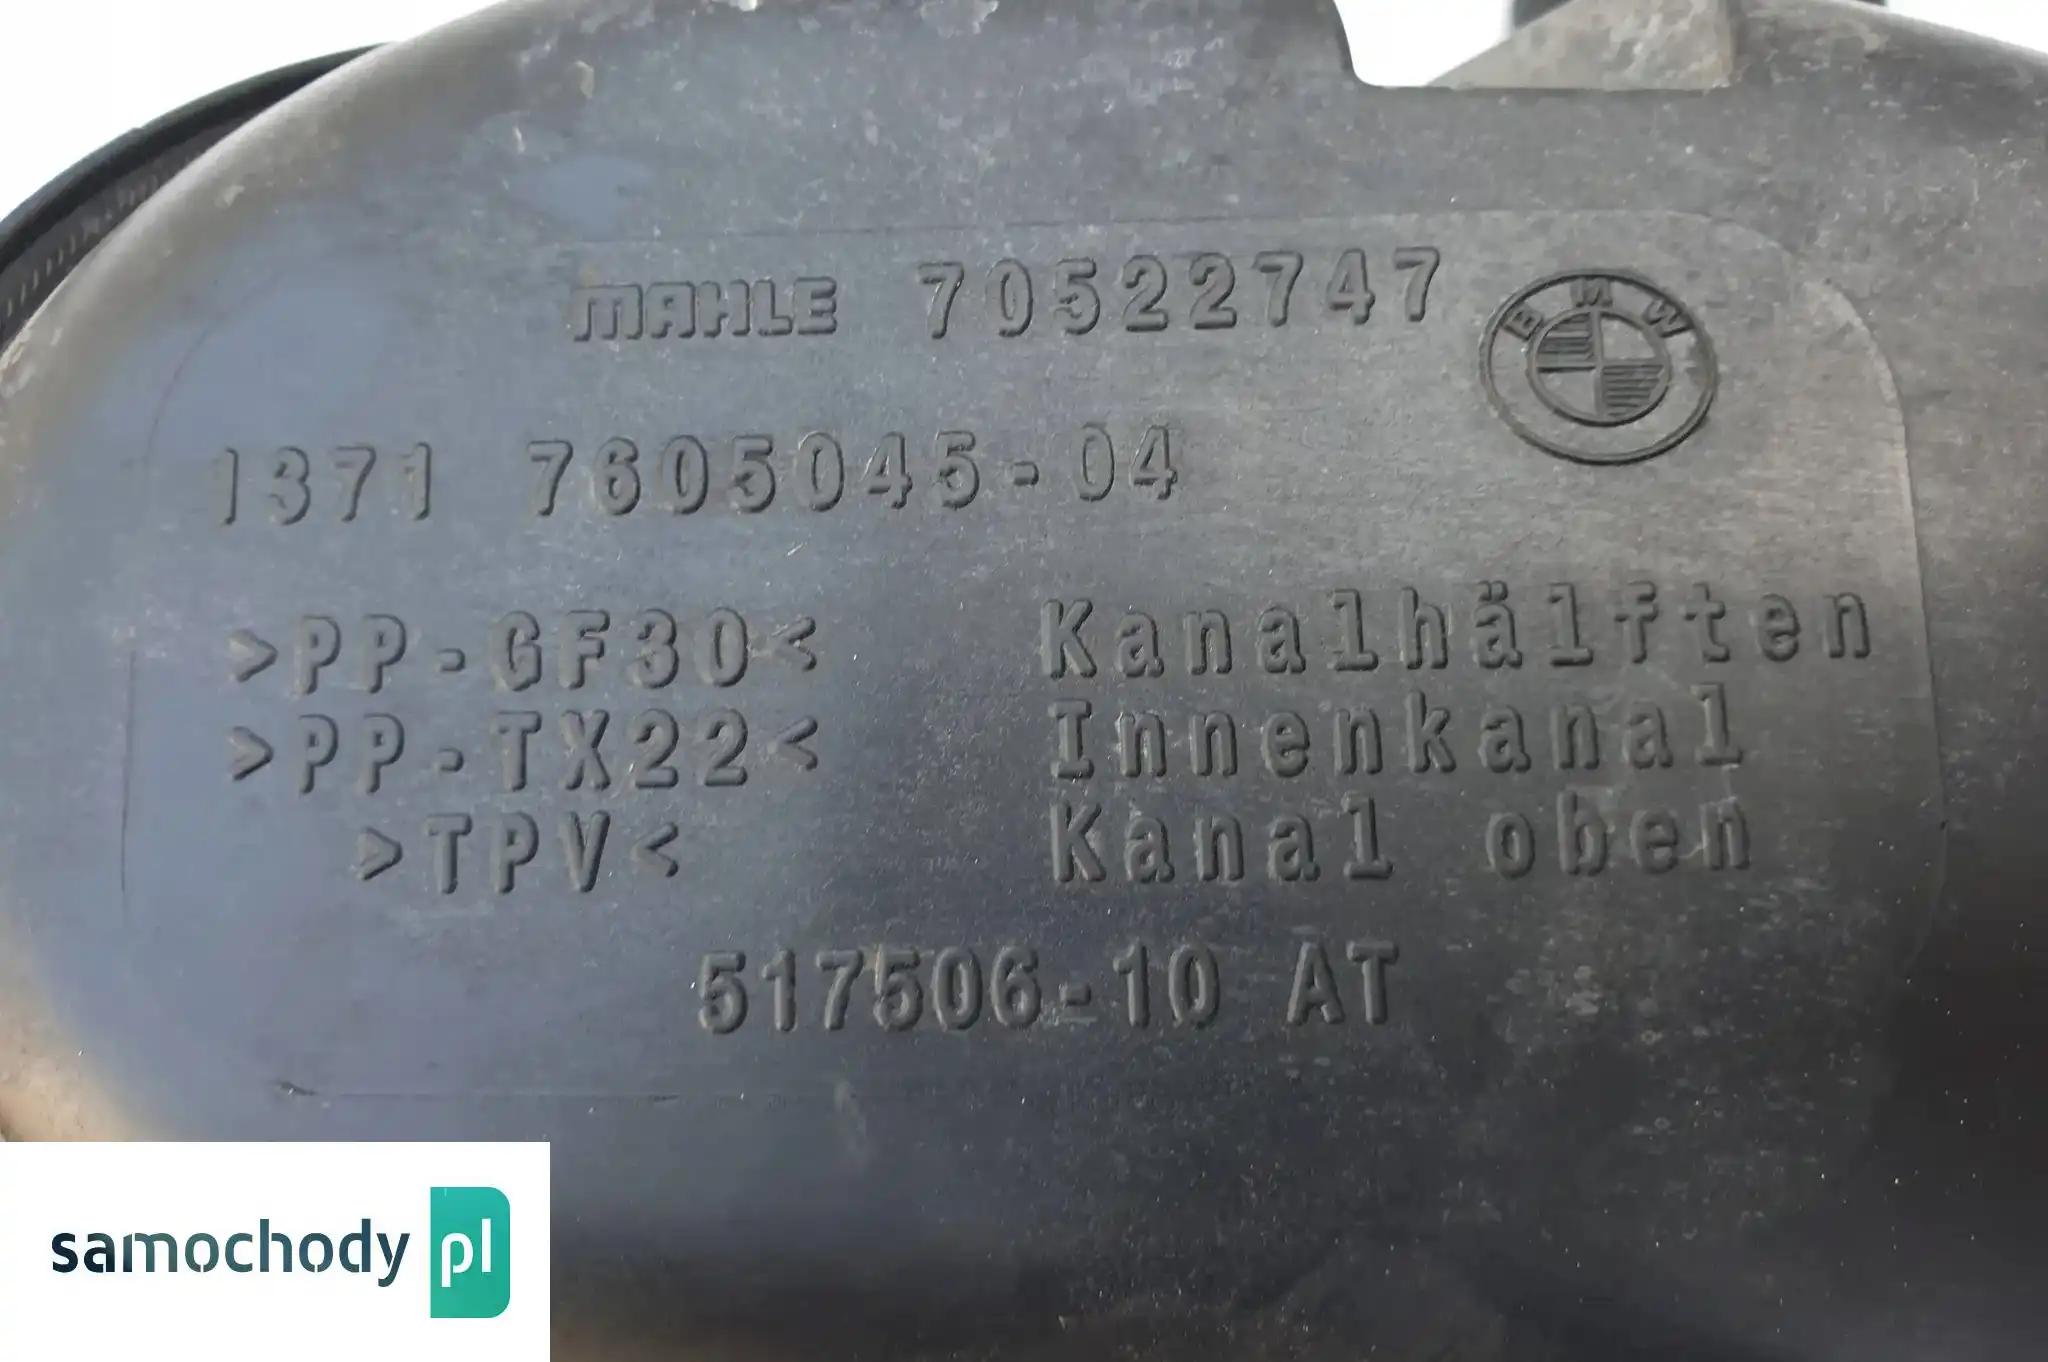 MAHLE 70522747
BMW
1371 7605045-04
>PP-GF30< Kanalhälften
>PP-TX22< Innenkanal
>TPV< Kanal oben
517506-10 AT
samochody pl